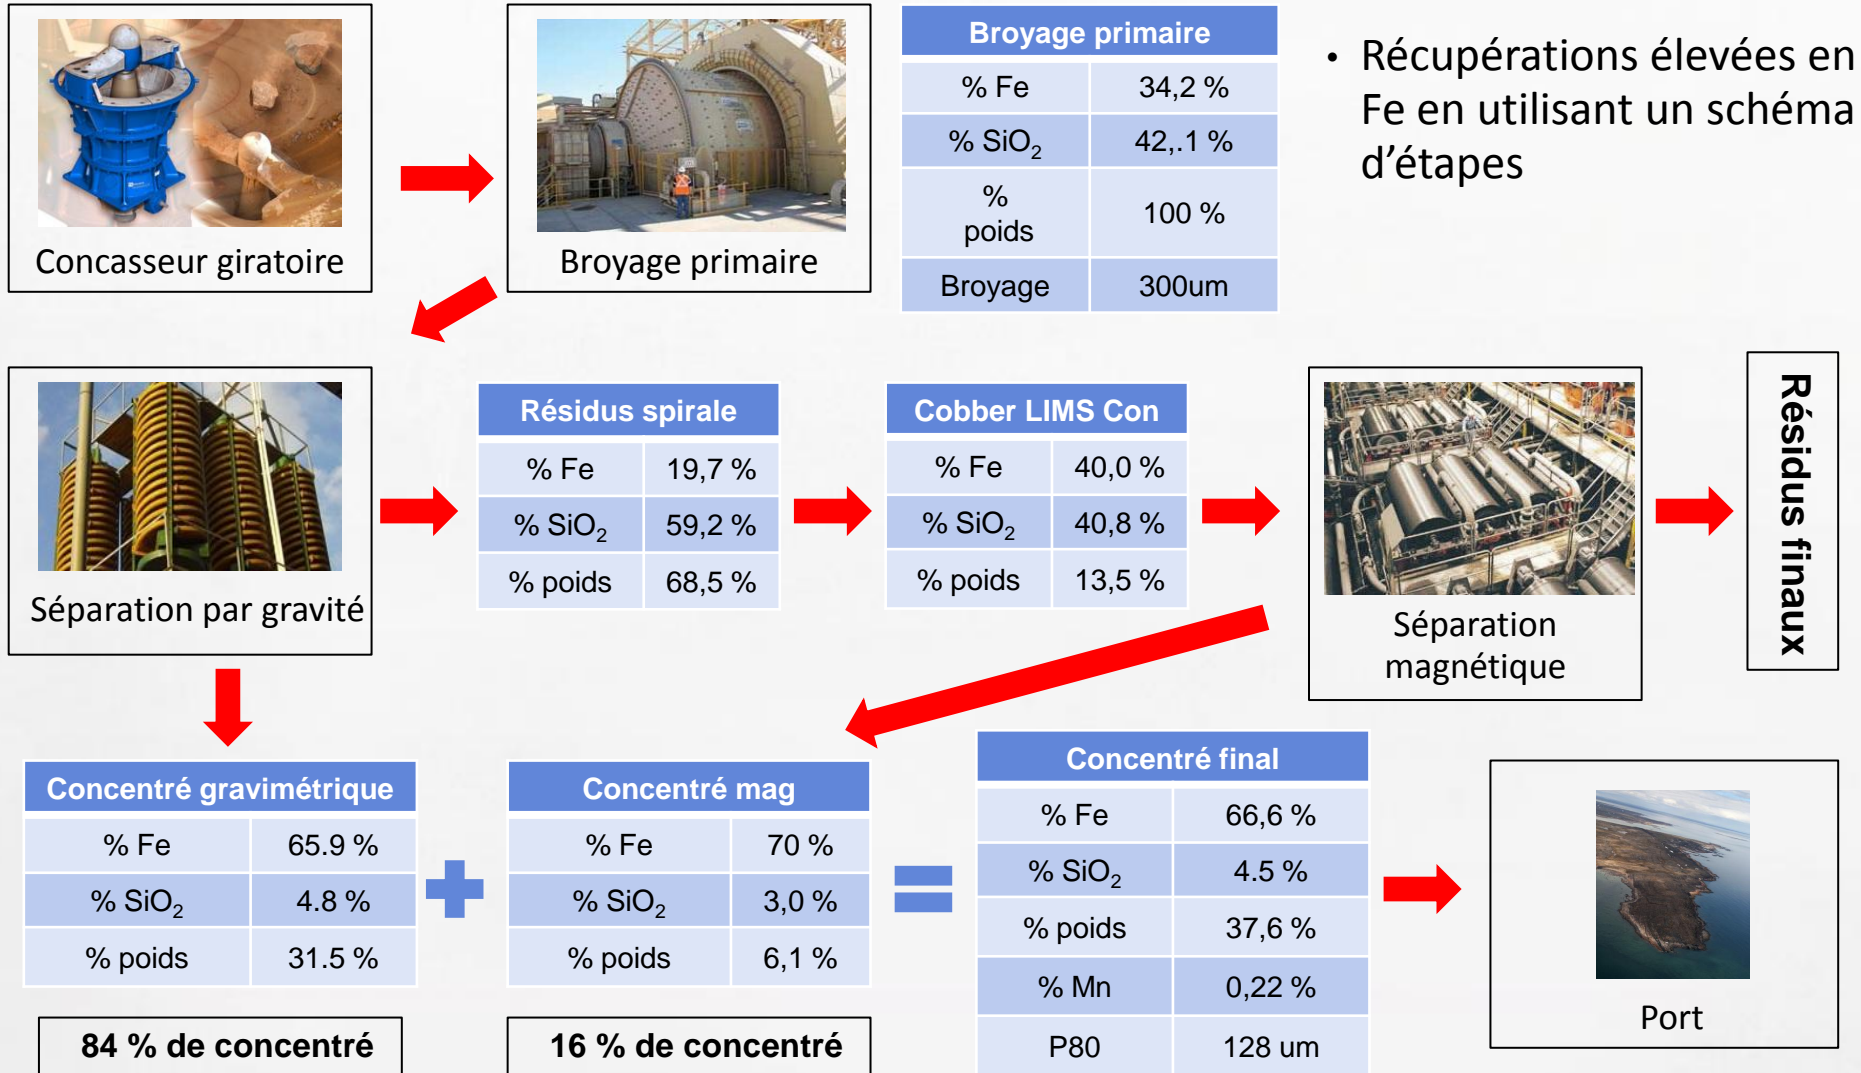 Concasseur giratoire
Broyage primaire
Broyage primaire
% Fe 34,2 %
% SiO₂ 42,.1 %
%
poids 100 %
Broyage 300um
• Récupérations élevées en
Fe en utilisant un schéma
d’étapes
Séparation par gravité
Résidus spirale
% Fe 19,7 %
% SiO₂ 59,2 %
% poids 68,5 %
Cobber LIMS Con
% Fe 40,0 %
% SiO₂ 40,8 %
% poids 13,5 %
Séparation
magnétique
Résidus finaux
Concentré gravimétrique
% Fe 65.9 %
% SiO₂ 4.8 %
% poids 31.5 %
84 % de concentré
Concentré mag
% Fe 70 %
% SiO₂ 3,0 %
% poids 6,1 %
16 % de concentré
Concentré final
% Fe 66,6 %
% SiO₂ 4.5 %
% poids 37,6 %
% Mn 0,22 %
P80 128 um
Port